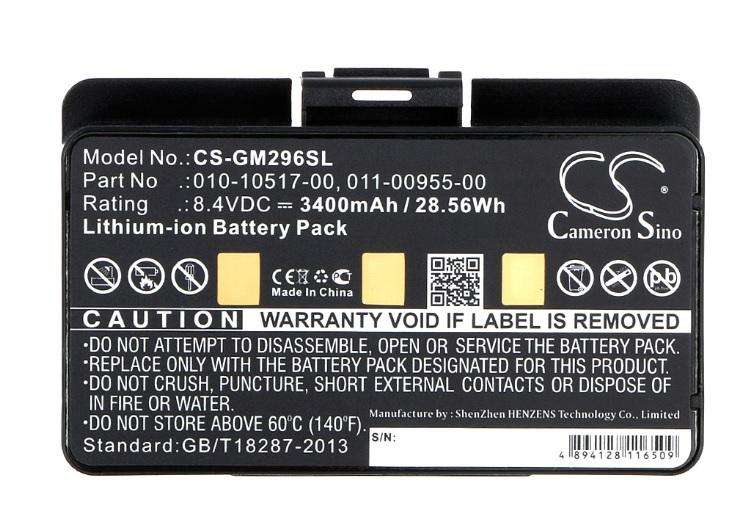 Model No.:CS-GM296SL
Part No .:010-10517-00, 011-00955-00
Rating .:8.4VDC⎓ 3400mAh / 28.56Wh
Lithium-ion Battery Pack
CS
®
Cameron Sino
CE
Made In China
Pb
CAUTION WARRANTY VOID IF LABEL IS REMOVED
•DO NOT ATTEMPT TO DISASSEMBLE, OPEN OR SERVICE THE BATTERY PACK.
•REPLACE ONLY WITH THE BATTERY PACK DESIGNATED FOR THIS PRODUCT.
•DO NOT CRUSH, PUNCTURE, SHORT EXTERNAL CONTACTS OR DISPOSE OF
IN FIRE OR WATER.
•DO NOT STORE ABOVE 60°C (140°F).
Manufactured by: ShenZhen HENZENS Technology Co., Limited
Standard: GB/T18287-2013
S/N:
4 894128 116509